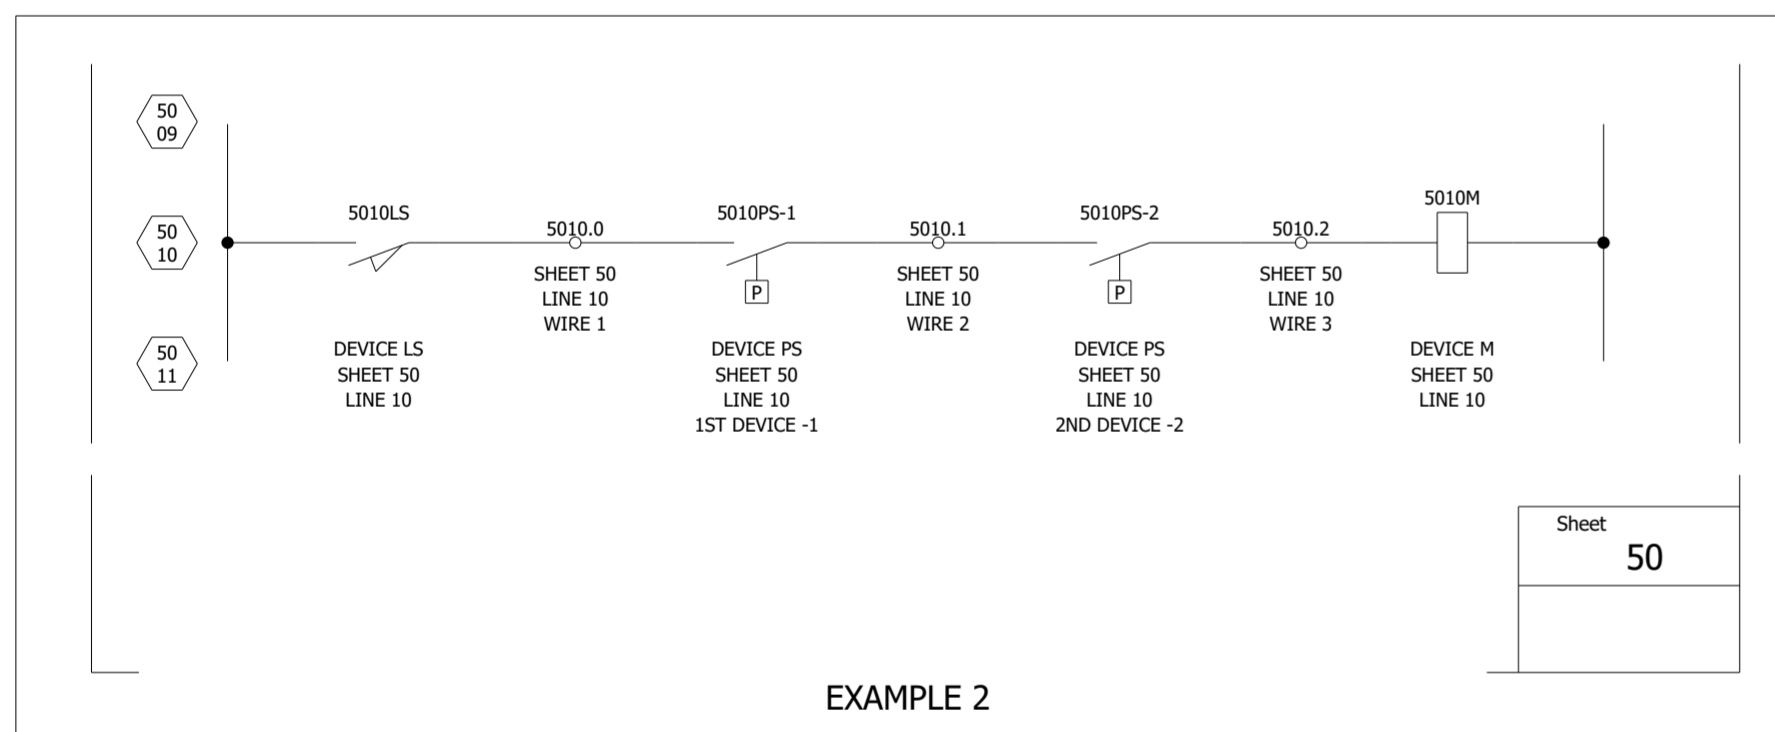 50
09
50
10
50
11
5010LS
5010.0
5010PS-1
5010.1
5010PS-2
5010.2
5010M
P
P
SHEET 50
LINE 10
WIRE 1
SHEET 50
LINE 10
WIRE 2
SHEET 50
LINE 10
WIRE 3
DEVICE LS
SHEET 50
LINE 10
DEVICE PS
SHEET 50
LINE 10
1ST DEVICE -1
DEVICE PS
SHEET 50
LINE 10
2ND DEVICE -2
DEVICE M
SHEET 50
LINE 10
Sheet
50
EXAMPLE 2